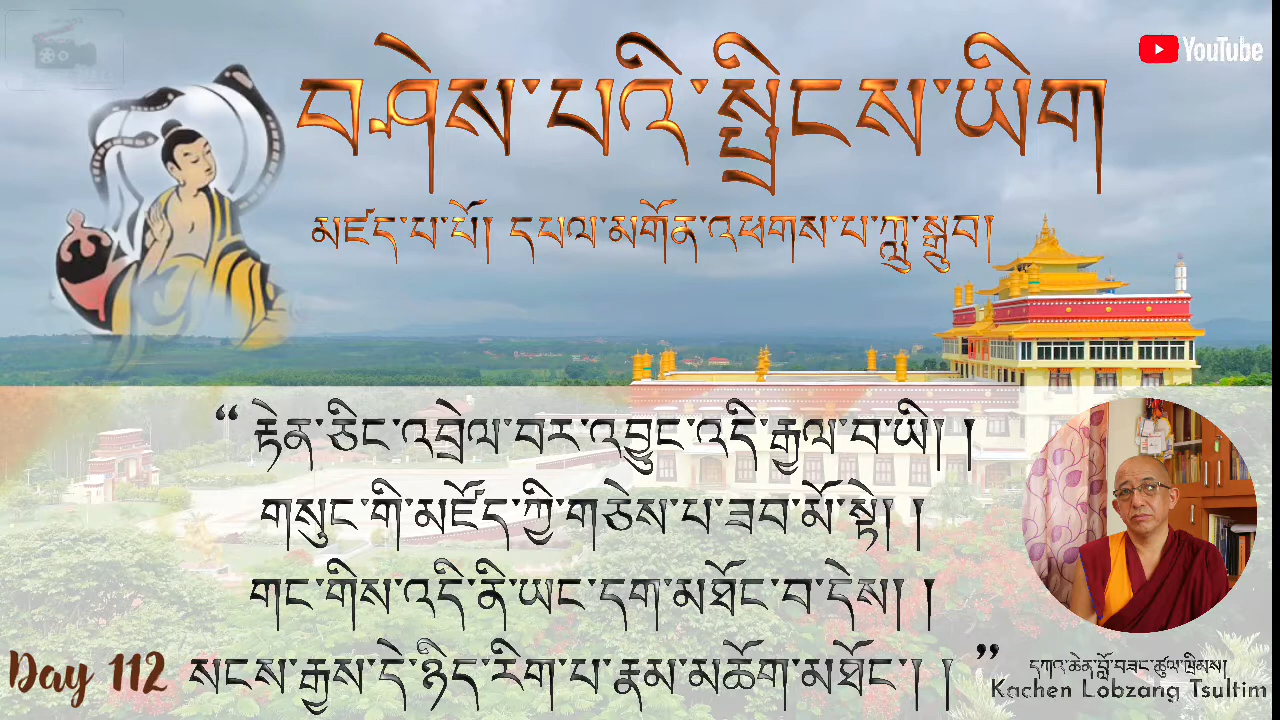 YouTube
བཤེས་པའི་སྤྲིངས་ཡིག
མཛད་པ་པོ། དཔལ་མགོན་འཕགས་པ་ཀླུ་སྒྲུབ།
“ རྟེན་ཅིང་འབྲེལ་བར་འབྱུང་འདི་རྒྱལ་བ་ཡི། །
གསུང་གི་མཛོད་ཀྱི་གཅེས་པ་ཟབ་མོ་སྟེ། །
གང་གིས་འདི་ནི་ཡང་དག་མཐོང་བ་དེས། །
སངས་རྒྱས་དེ་ཉིད་རིག་པ་རྣམ་མཆོག་མཐོང་། ། ”
Day 112
དཀའ་ཆེན་བློ་བཟང་ཚུལ་ཁྲིམས།
Kachen Lobzang Tsultim